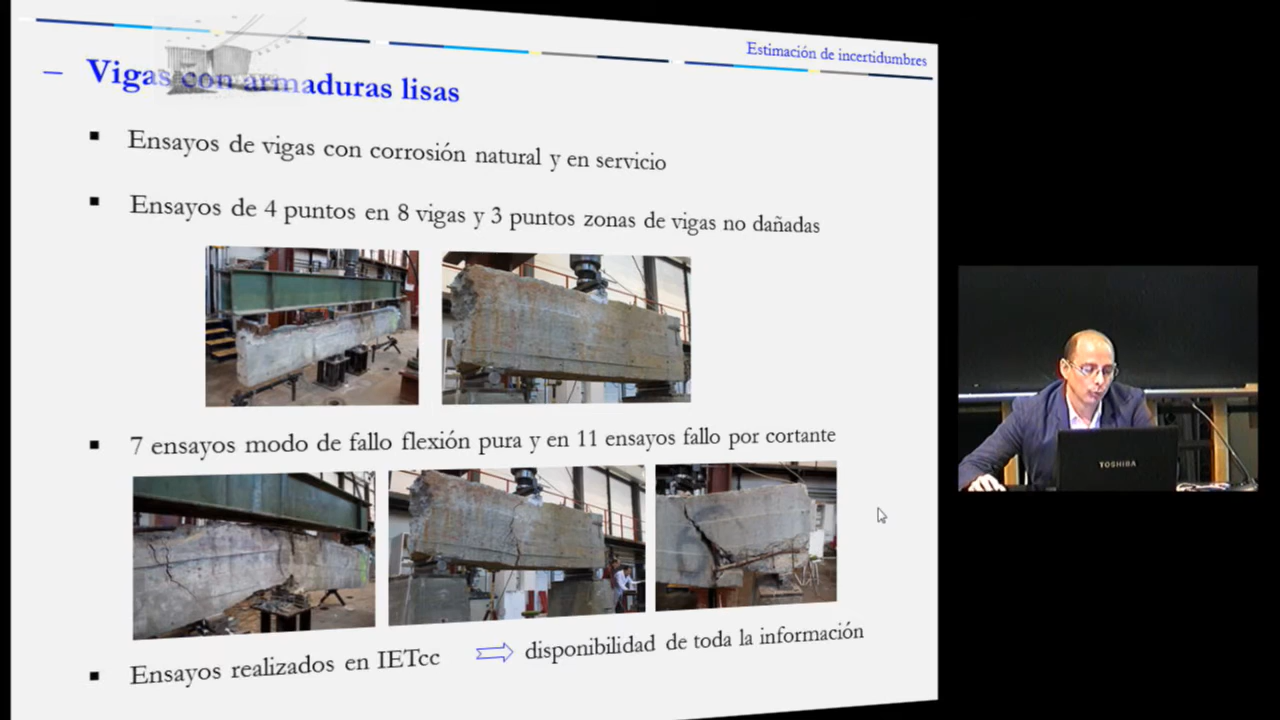 Estimación de incertidumbres
– Vigas con armaduras lisas
▪ Ensayos de vigas con corrosión natural y en servicio
▪ Ensayos de 4 puntos en 8 vigas y 3 puntos zonas de vigas no dañadas
▪ 7 ensayos modo de fallo flexión pura y en 11 ensayos fallo por cortante
▪ Ensayos realizados en IETcc ⇨ disponibilidad de toda la información
TOSHIBA